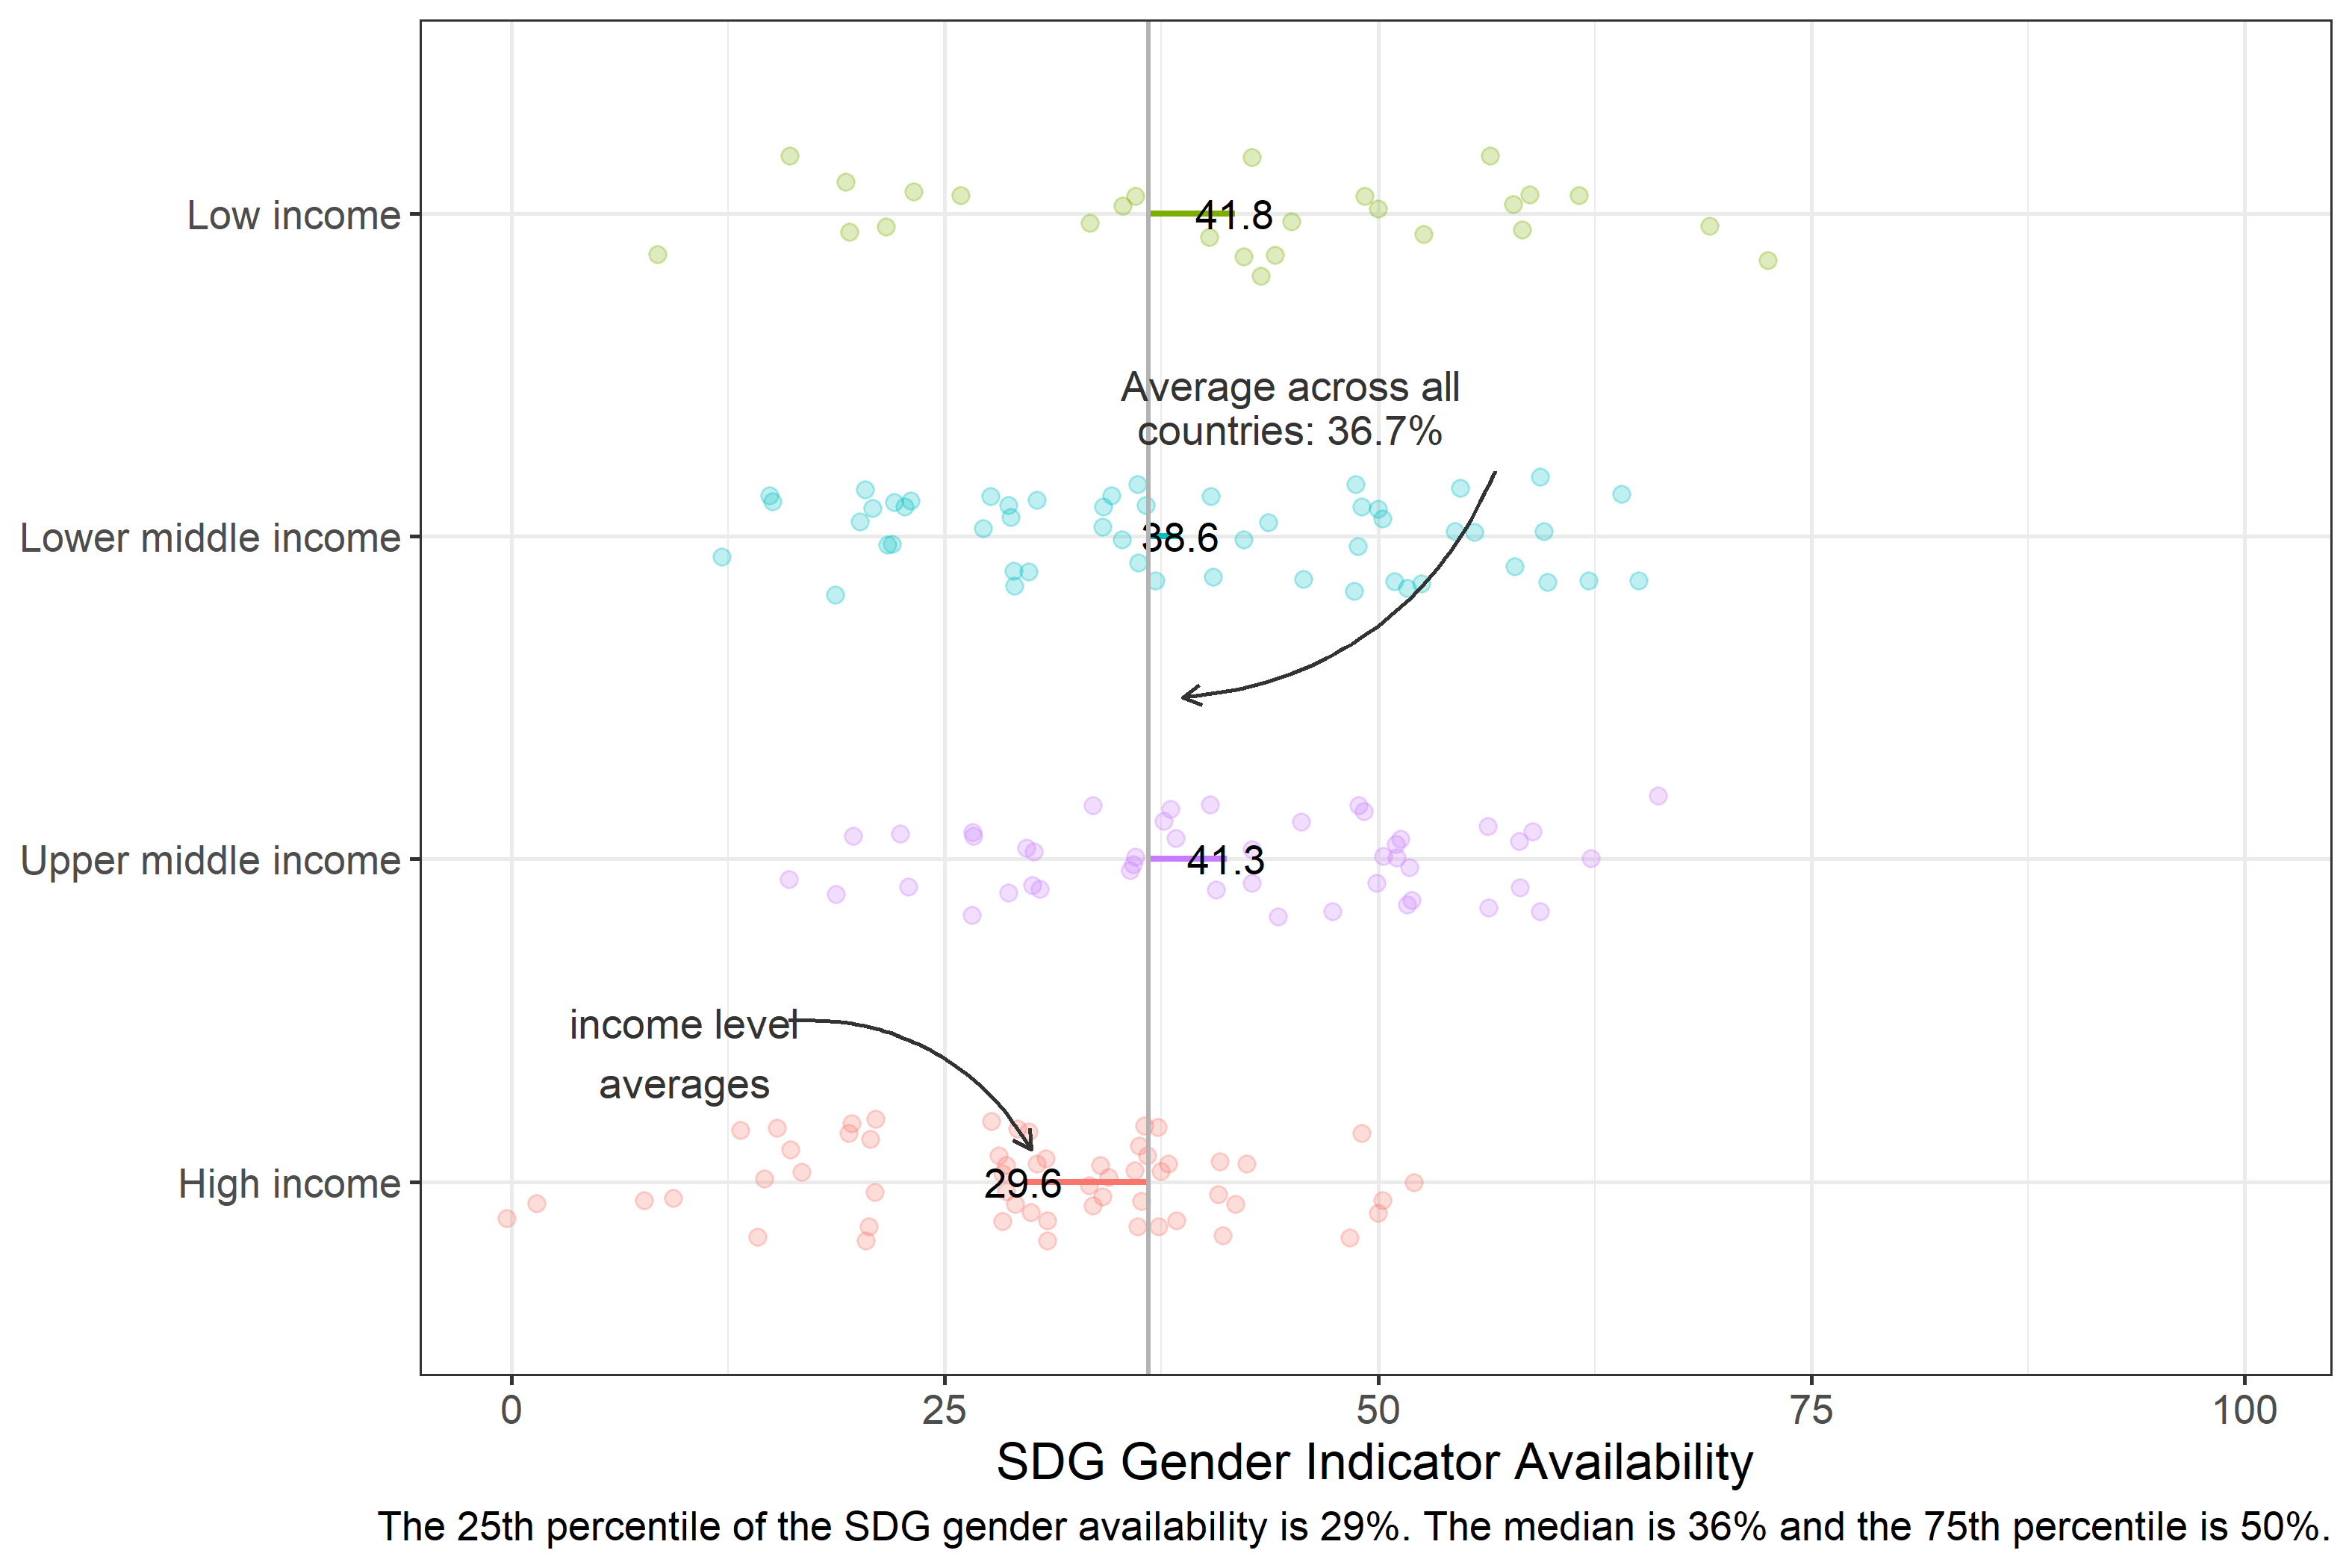 Low income
41.8
Average across all
countries: 36.7%
Lower middle income
38.6
Upper middle income
41.3
income level
averages
High income
29.6
0 25 50 75 100
SDG Gender Indicator Availability
The 25th percentile of the SDG gender availability is 29%. The median is 36% and the 75th percentile is 50%.